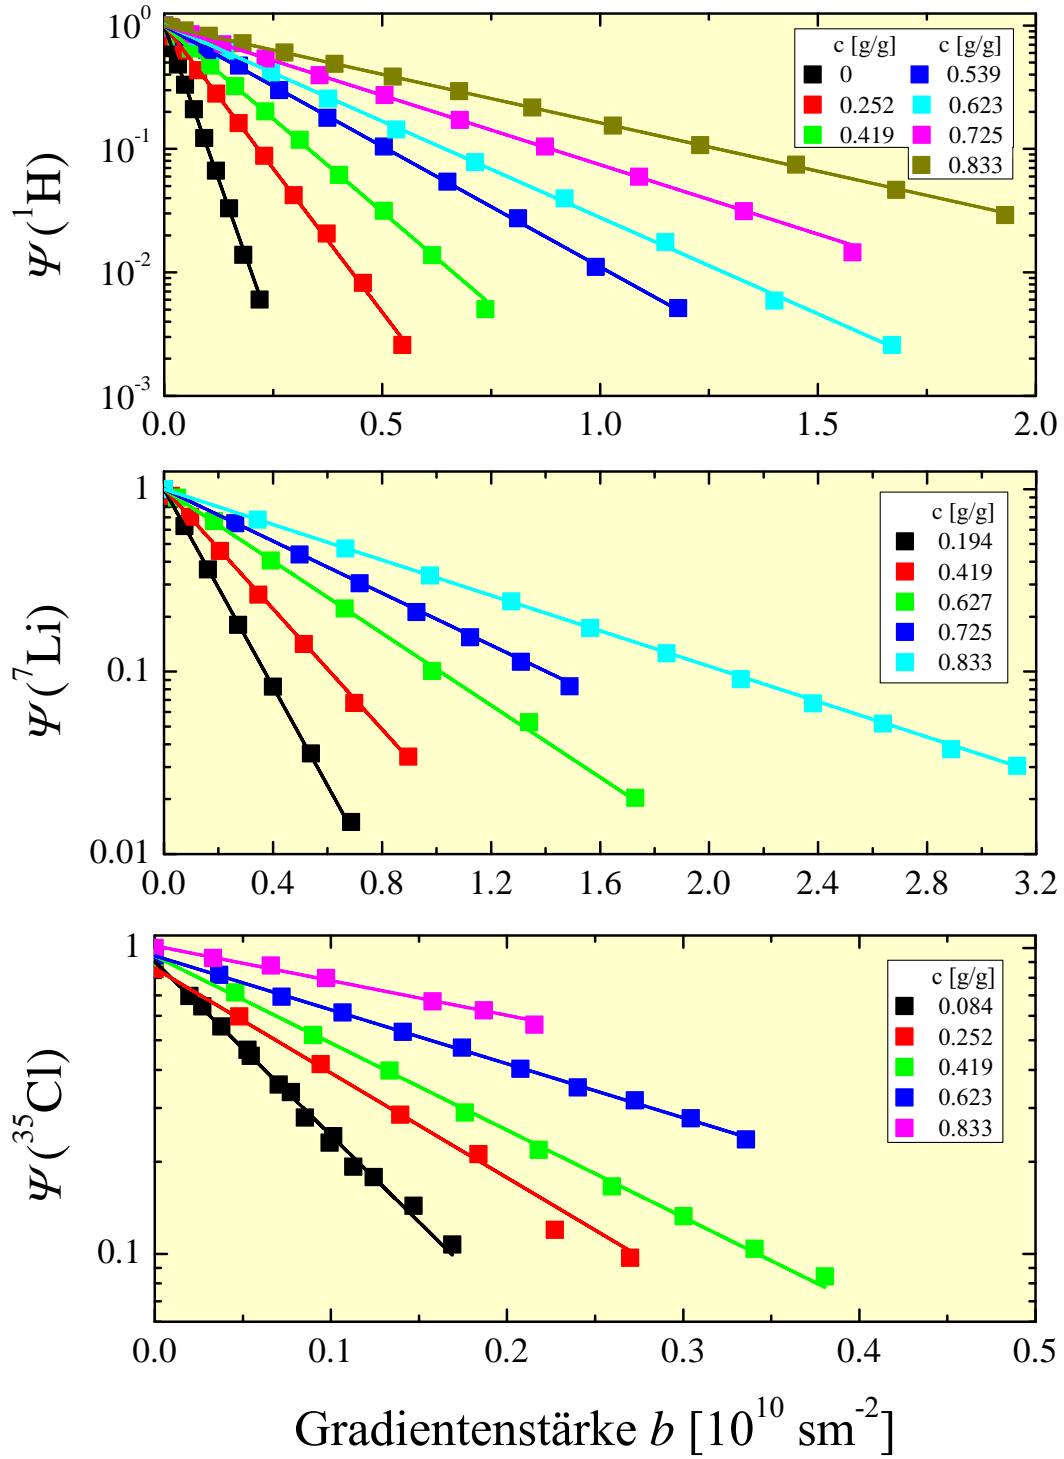 10⁰
10⁻¹
10⁻²
10⁻³
Ψ(¹H)
c [g/g] c [g/g]
0 0.539
0.252 0.623
0.419 0.725
0.833
0.0 0.5 1.0 1.5 2.0
1
0.1
0.01
Ψ(⁷Li)
c [g/g]
0.194
0.419
0.627
0.725
0.833
0.0 0.4 0.8 1.2 1.6 2.0 2.4 2.8 3.2
1
0.1
Ψ(³⁵Cl)
c [g/g]
0.084
0.252
0.419
0.623
0.833
0.0 0.1 0.2 0.3 0.4 0.5
Gradientenstärke b [10¹⁰ sm⁻²]